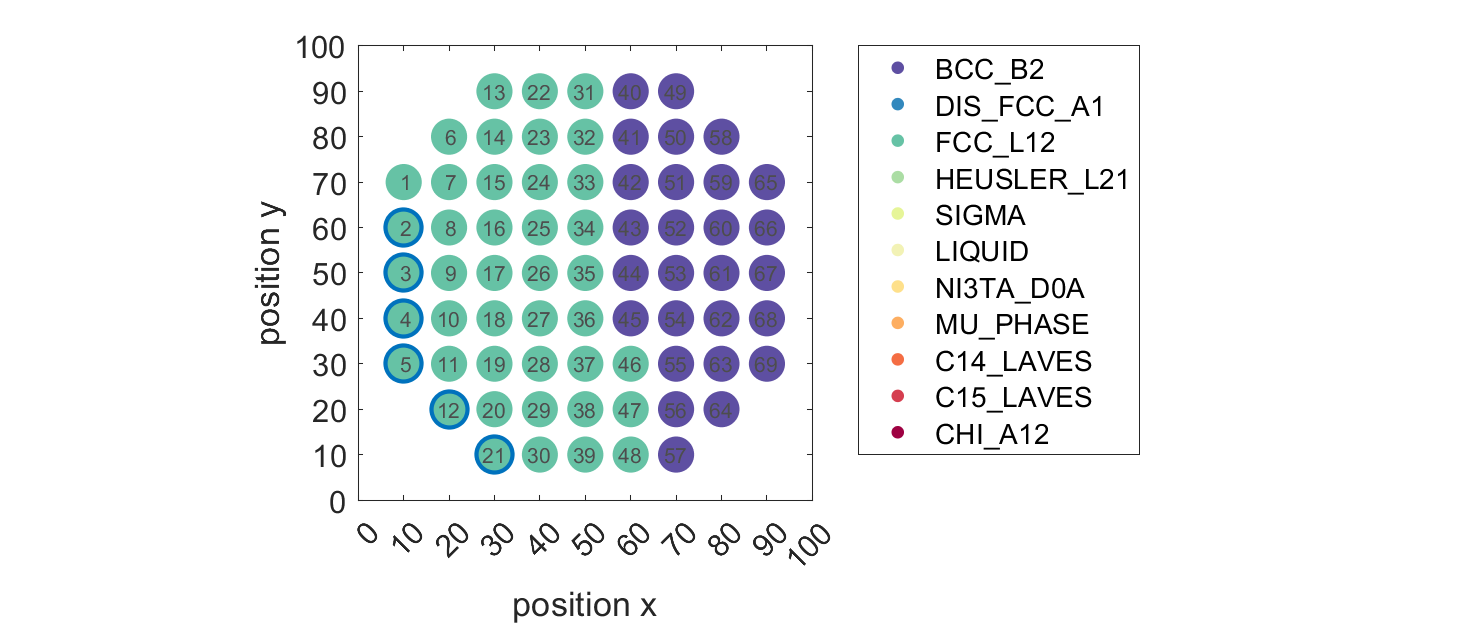 100
90
80
70
60
50
40
30
20
10
0
position y
13 22 31 40 49
6 14 23 32 41 50 58
1 7 15 24 33 42 51 59 65
2 8 16 25 34 43 52 60 66
3 9 17 26 35 44 53 61 67
4 10 18 27 36 45 54 62 68
5 11 19 28 37 46 55 63 69
12 20 29 38 47 56 64
21 30 39 48 57
0 10 20 30 40 50 60 70 80 90 100
position x
BCC_B2
DIS_FCC_A1
FCC_L12
HEUSLER_L21
SIGMA
LIQUID
NI3TA_D0A
MU_PHASE
C14_LAVES
C15_LAVES
CHI_A12